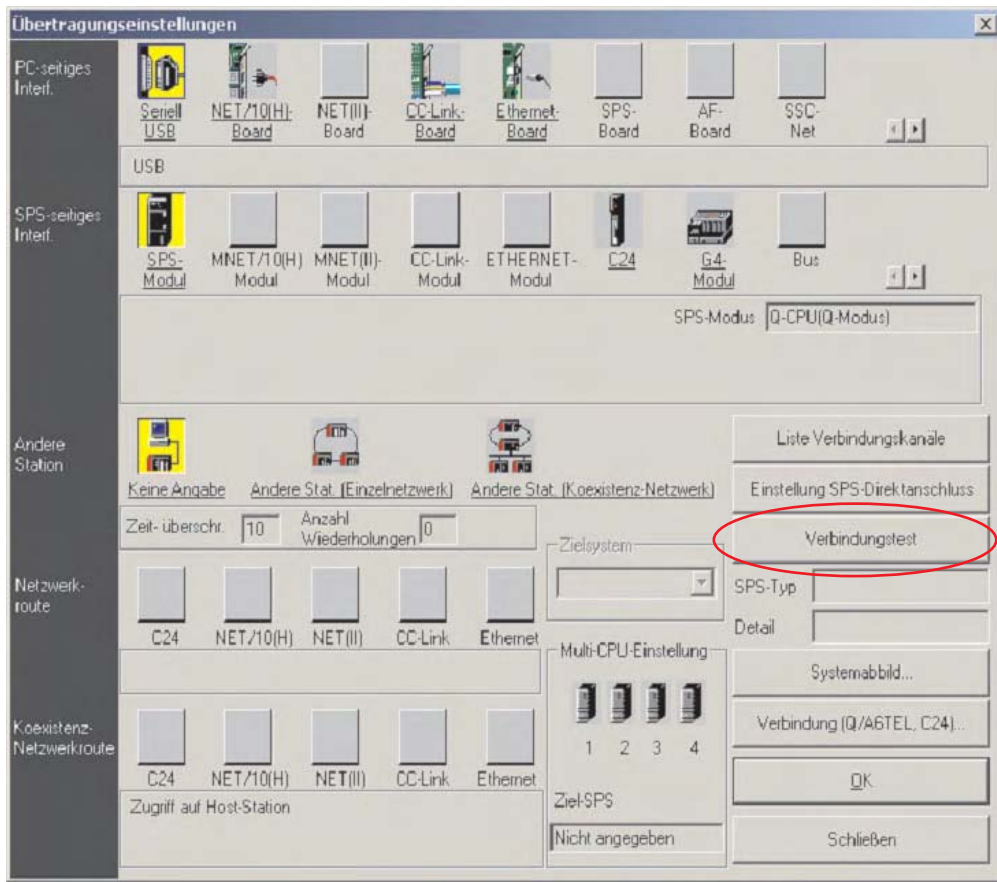 Übertragungseinstellungen
PC-seitiges
Interf.
Seriell
USB
NET/10(H)-
Board
NET(II)-
Board
CC-Link-
Board
Ethernet-
Board
SPS-
Board
AF-
Board
SSC-
Net
USB
SPS-seitiges
Interf.
SPS-
Modul
MNET/10(H)
Modul
MNET(II)-
Modul
CC-Link-
Modul
ETHERNET-
Modul
C24
G4-
Modul
Bus
SPS-Modus Q-CPU(Q-Modus)
Andere
Station
Keine Angabe
Andere Stat. (Einzelnetzwerk)
Andere Stat. (Koexistenz-Netzwerk)
Zeit- überschr. 10
Anzahl
Wiederholungen 0
Liste Verbindungskanäle
Einstellung SPS-Direktanschluss
Verbindungstest
Zielsystem
SPS-Typ
Detail
Netzwerk-
route
C24 NET/10(H) NET(II) CC-Link Ethernet
Multi-CPU-Einstellung
1 2 3 4
Systemabbild...
Verbindung (Q/A6TEL, C24)...
Koexistenz-
Netzwerkroute
C24 NET/10(H) NET(II) CC-Link Ethernet
Zugriff auf Host-Station
Ziel-SPS
Nicht angegeben
OK
Schließen